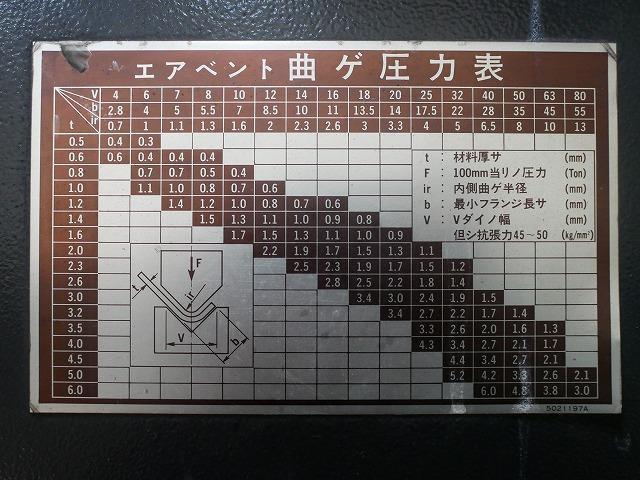 エアベント曲ゲ圧力表
V 4 6 7 8 10 12 14 16 18 20 25 32 40 50 63 80
b 2.8 4 5 5.5 7 8.5 10 11 13.5 14 17.5 22 28 35 45 55
t ir 0.7 1 1.1 1.3 1.6 2 2.3 2.6 3 3.3 4 5 6.5 8 10 13
0.5 0.4 0.3
0.6 0.6 0.4 0.4 0.4
0.8 0.7 0.7 0.5 0.4
1.0 1.1 1.0 0.8 0.7 0.6
1.2 1.4 1.2 1.0 0.8 0.7 0.6
1.4 1.5 1.3 1.1 1.0 0.9 0.8
1.6 1.7 1.5 1.3 1.1 1.0 0.9
2.0 2.2 1.9 1.7 1.5 1.3 1.1
2.3 2.5 2.3 1.9 1.7 1.5 1.2
2.6 2.8 2.5 2.2 1.8 1.4
3.0 3.4 3.0 2.4 1.9 1.5
3.2 3.4 2.7 2.2 1.7 1.4
3.5 3.3 2.6 2.0 1.6 1.3
4.0 4.3 3.4 2.7 2.1 1.7
4.5 4.4 3.4 2.7 2.1
5.0 5.2 4.2 3.3 2.6 2.1
6.0 6.0 4.8 3.8 3.0
t : 材料厚サ (mm)
F : 100mm当リノ圧力 (Ton)
ir : 内側曲ゲ半径 (mm)
b : 最小フランジ長サ (mm)
V : Vダイノ幅 (mm)
但シ抗張力45~50 (kg/mm²)
F
t
ir
V
b
5021197A